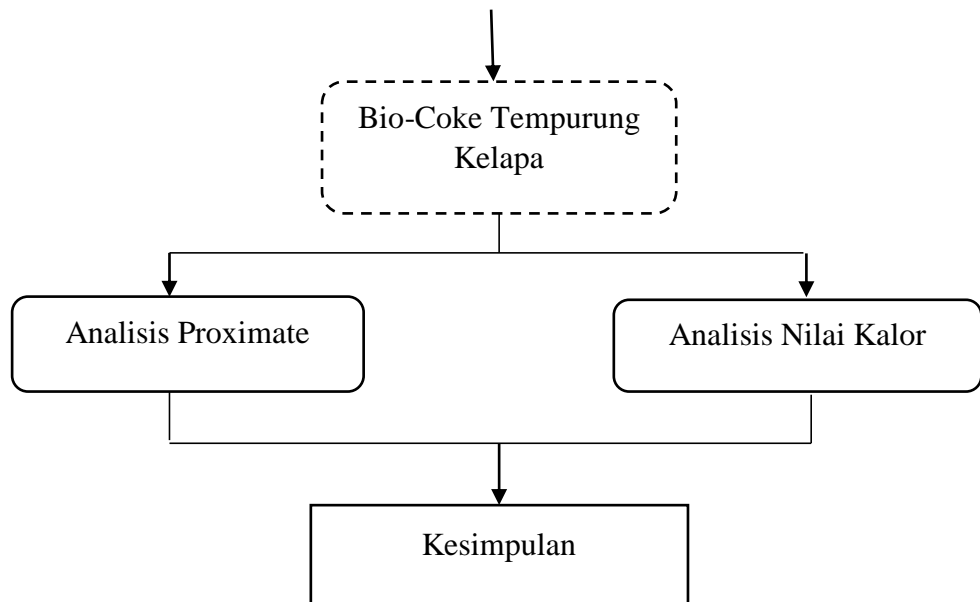 Bio-Coke Tempurung
Kelapa
Analisis Proximate
Analisis Nilai Kalor
Kesimpulan